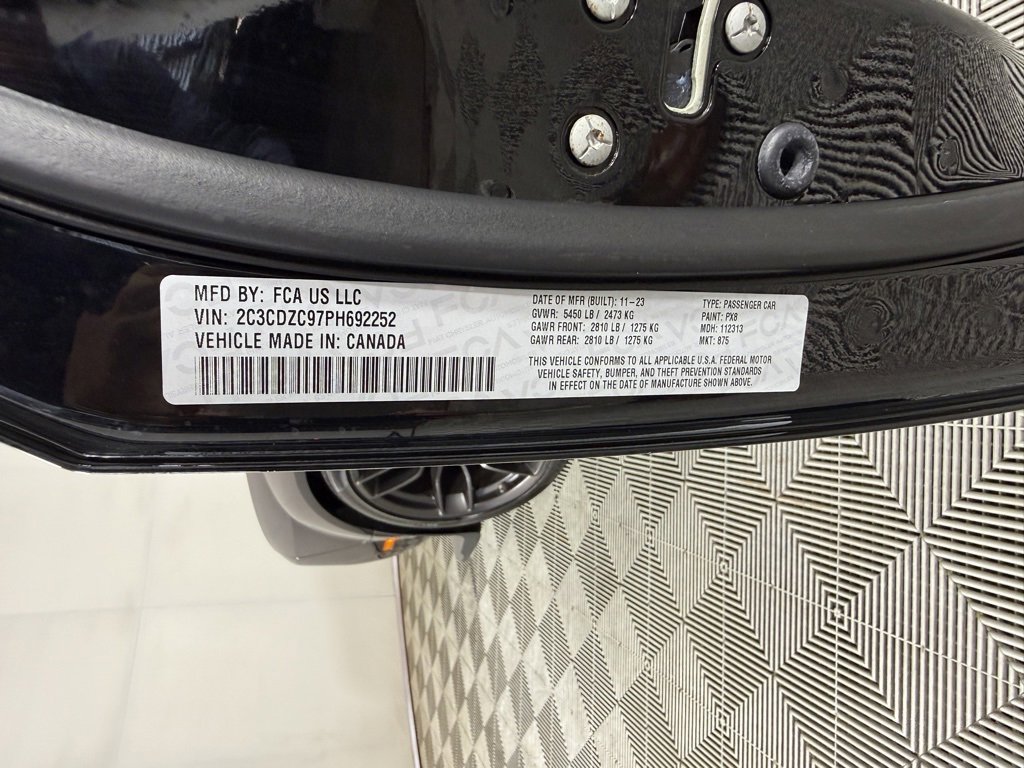 MFD BY: FCA US LLC
VIN: 2C3CDZC97PH692252
VEHICLE MADE IN: CANADA
DATE OF MFR (BUILT): 11-23
GVWR: 5450 LB / 2473 KG
GAWR FRONT: 2810 LB / 1275 KG
GAWR REAR: 2810 LB / 1275 KG
TYPE: PASSENGER CAR
PAINT: PX8
MDH: 112313
MKT: 875
THIS VEHICLE CONFORMS TO ALL APPLICABLE U.S.A. FEDERAL MOTOR
VEHICLE SAFETY, BUMPER, AND THEFT PREVENTION STANDARDS
IN EFFECT ON THE DATE OF MANUFACTURE SHOWN ABOVE.